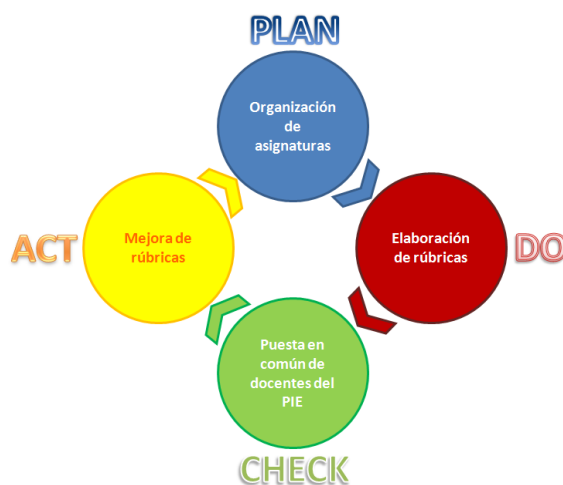 PLAN
Organización
de
asignaturas
ACT
Mejora de
rúbricas
Elaboración
de rúbricas
DO
Puesta en
común de
docentes del
PIE
CHECK